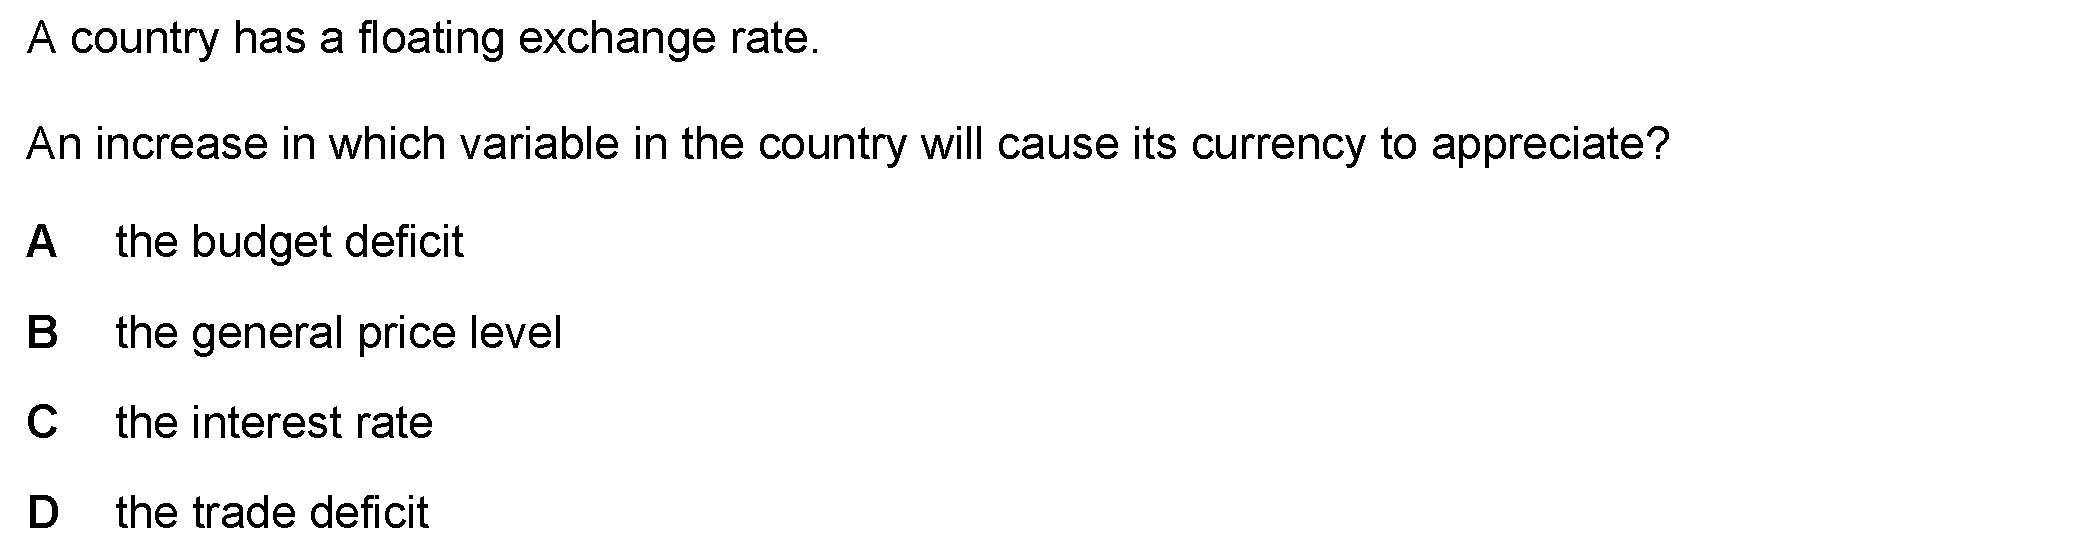 A country has a floating exchange rate.
An increase in which variable in the country will cause its currency to appreciate?
A the budget deficit
B the general price level
C the interest rate
D the trade deficit